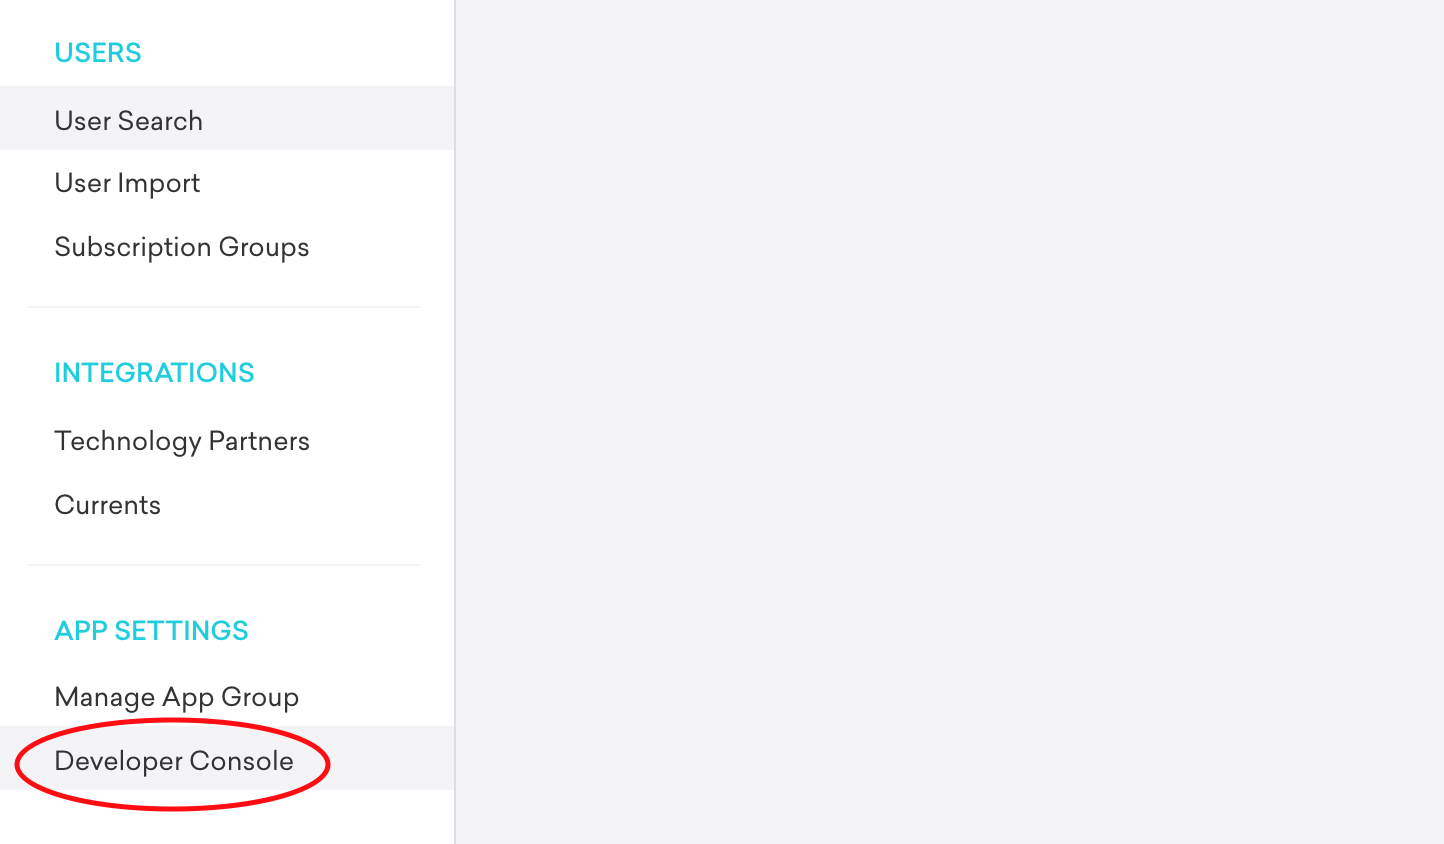 USERS
User Search
User Import
Subscription Groups
INTEGRATIONS
Technology Partners
Currents
APP SETTINGS
Manage App Group
Developer Console